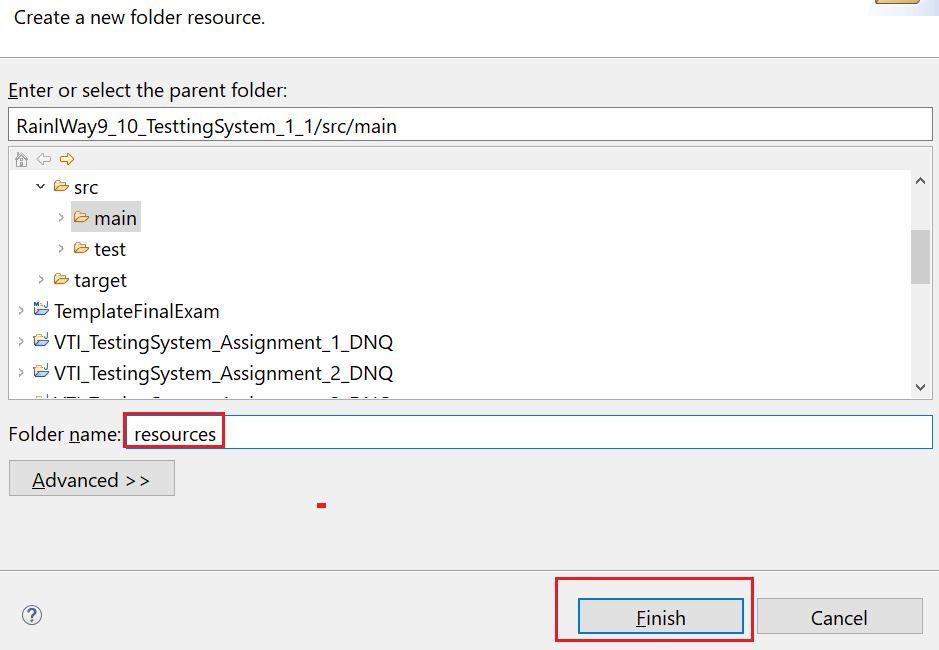 Create a new folder resource.
Enter or select the parent folder:
RainlWay9_10_TesttingSystem_1_1/src/main
src
main
test
target
TemplateFinalExam
VTI_TestingSystem_Assignment_1_DNQ
VTI_TestingSystem_Assignment_2_DNQ
Folder name: resources
Advanced >>
Finish Cancel